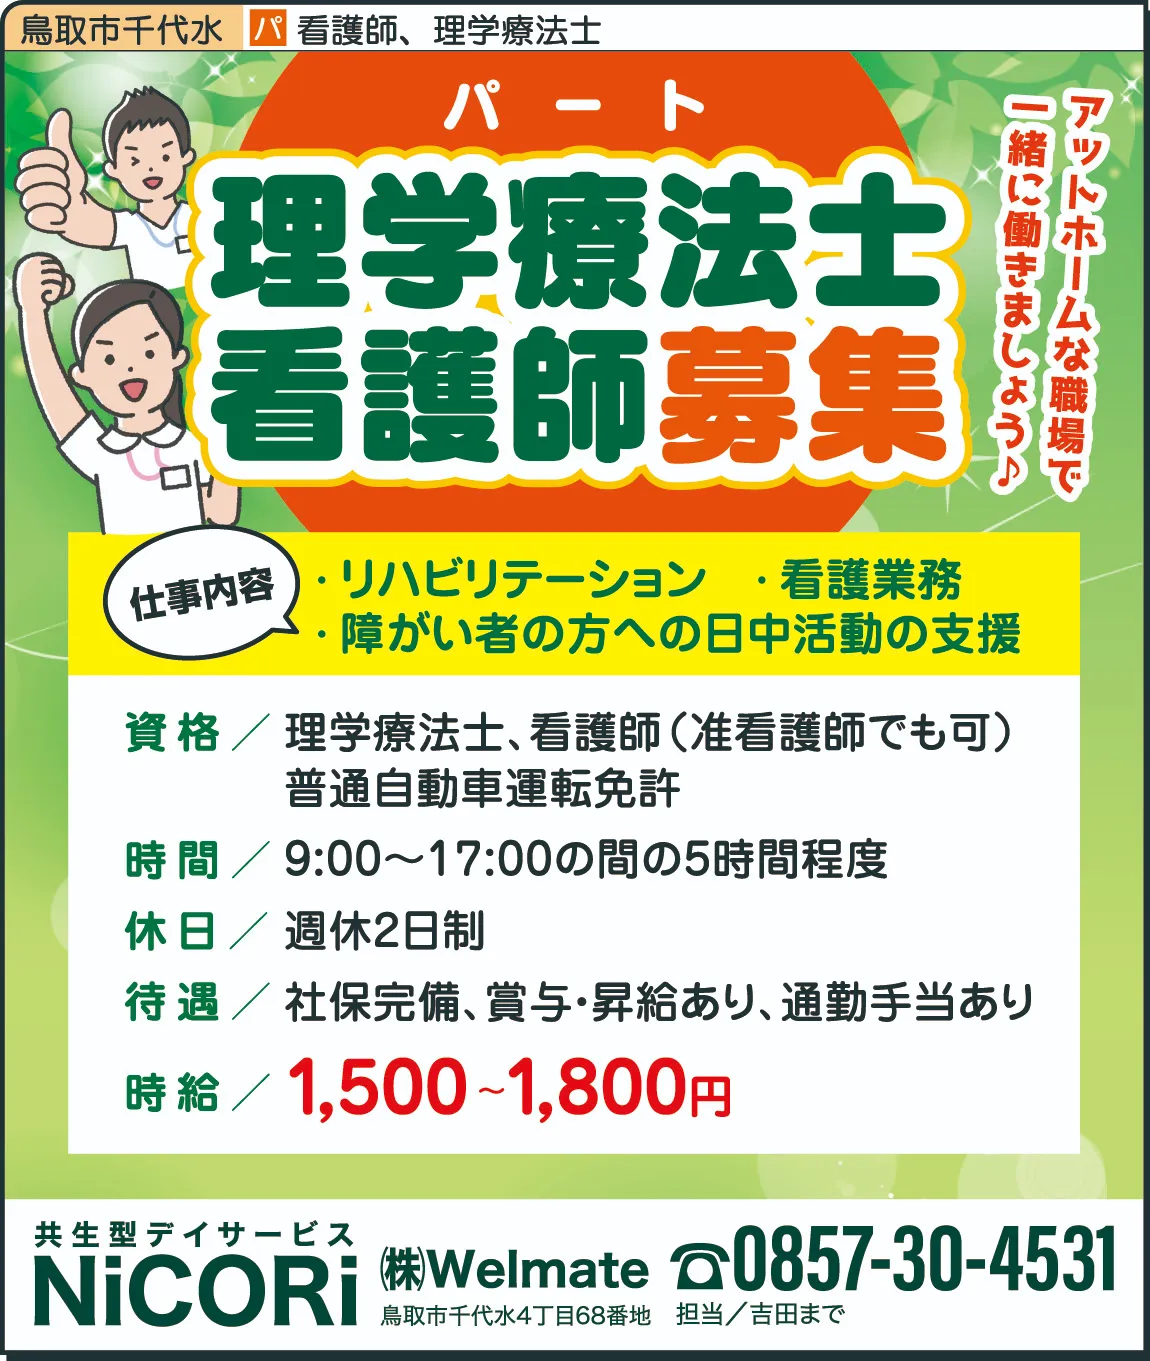 鳥取市千代水 パ 看護師、理学療法士
パート
理学療法士
看護師募集
アットホームな職場で
一緒に働きましょう♪
仕事内容
・リハビリテーション ・看護業務
・障がい者の方への日中活動の支援
資格／理学療法士、看護師（准看護師でも可）
普通自動車運転免許
時間／9:00～17:00の間の5時間程度
休日／週休2日制
待遇／社保完備、賞与・昇給あり、通勤手当あり
時給／1,500～1,800円
共生型デイサービス
NiCORi
㈱Welmate ☎0857-30-4531
鳥取市千代水4丁目68番地 担当／吉田まで